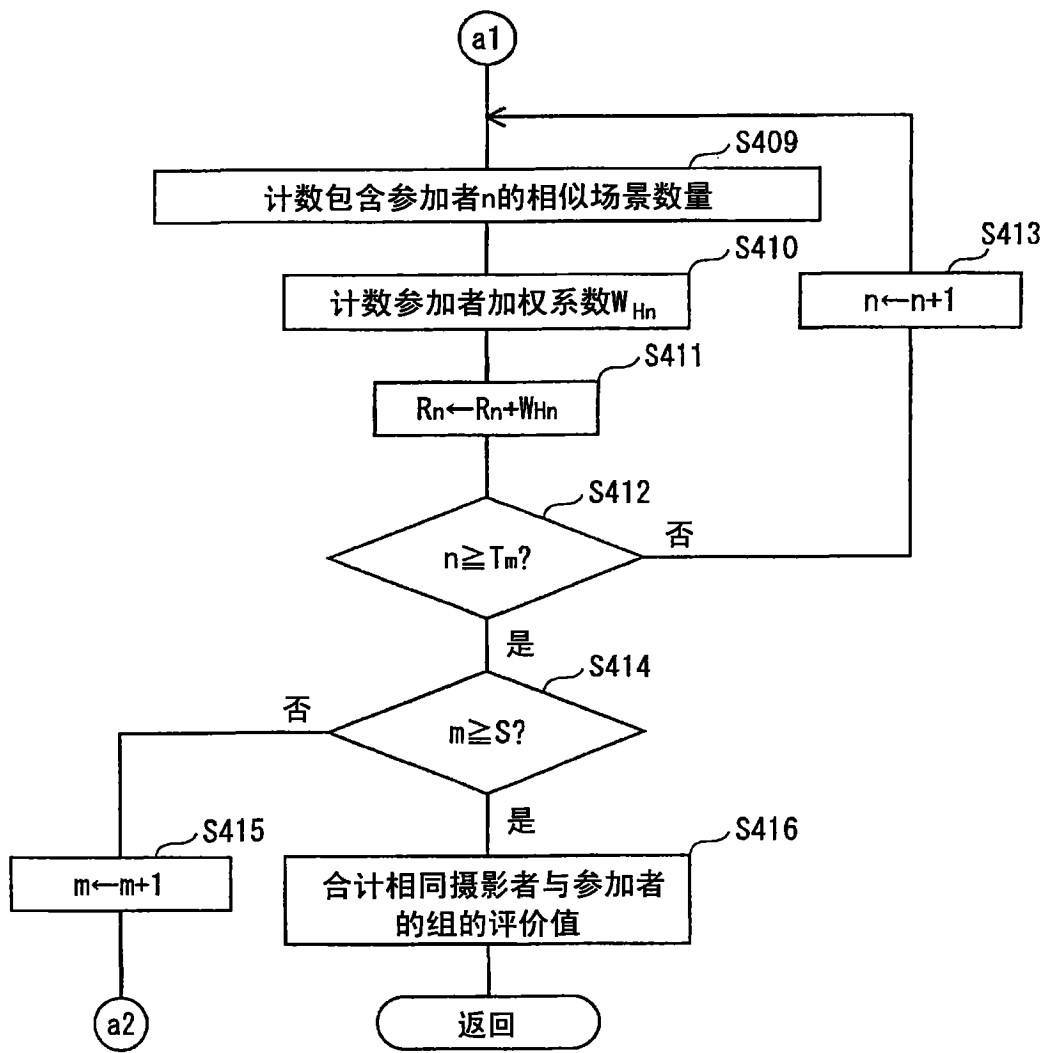 a1
S409
计数包含参加者n的相似场景数量
S410
计数参加者加权系数WHn
S413
n←n+1
S411
Rn←Rn+WHn
S412
n≧Tm?
否
是
S414
m≧S?
否
是
S415
m←m+1
S416
合计相同摄影者与参加者
的组的评价值
a2
返回